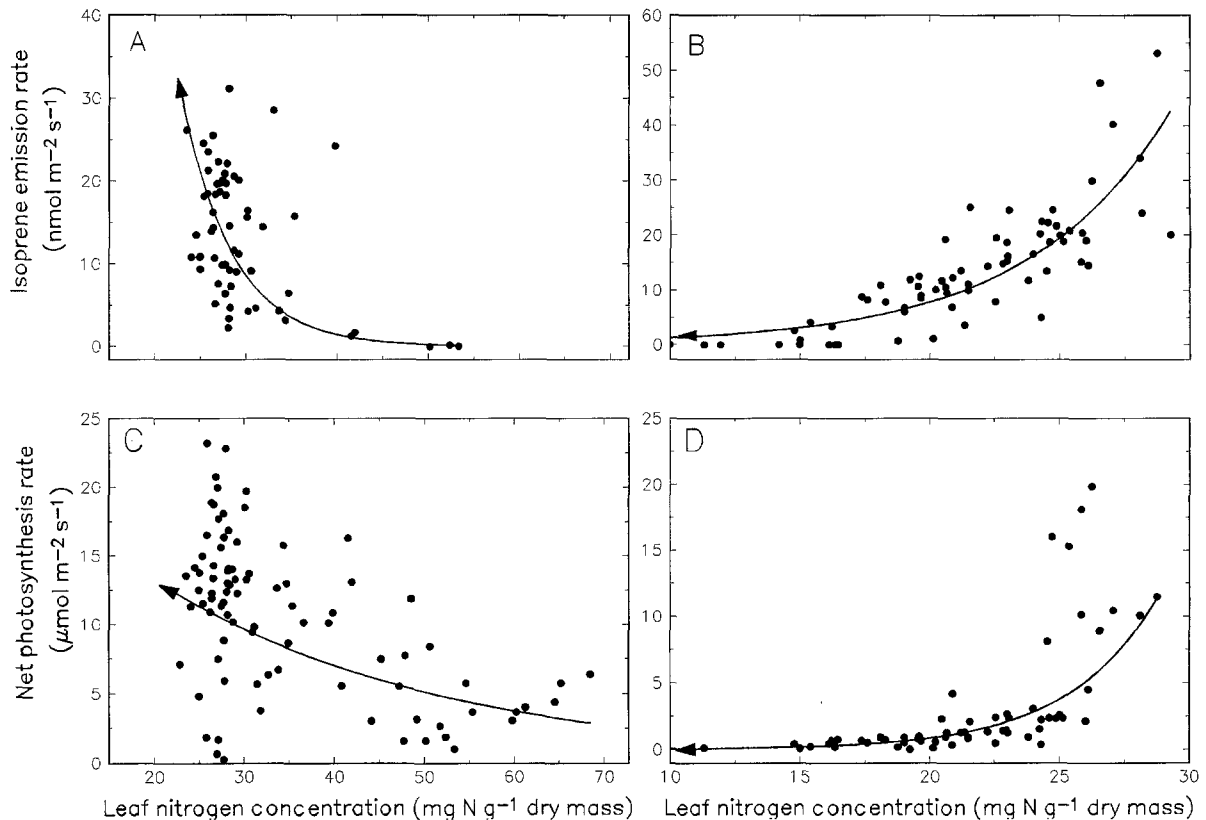 40
30
20
10
0
A
Isoprene emission rate
(nmol m⁻² s⁻¹)
60
50
40
30
20
10
0
B
25
20
15
10
5
0
C
Net photosynthesis rate
(μmol m⁻² s⁻¹)
20 30 40 50 60 70
Leaf nitrogen concentration (mg N g⁻¹ dry mass)
25
20
15
10
5
0
D
10 15 20 25 30
Leaf nitrogen concentration (mg N g⁻¹ dry mass)